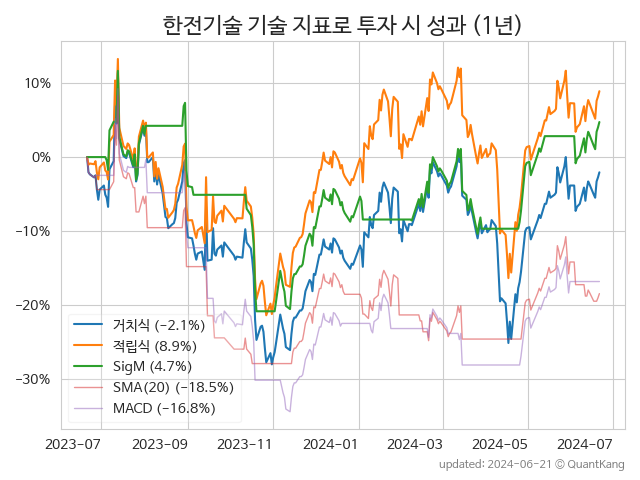 한전기술 기술 지표로 투자 시 성과 (1년)
10%
0%
−10%
−20%
−30%
거치식 (−2.1%)
적립식 (8.9%)
SigM (4.7%)
SMA(20) (−18.5%)
MACD (−16.8%)
2023-07 2023-09 2023-11 2024-01 2024-03 2024-05 2024-07
updated: 2024-06-21 © QuantKang